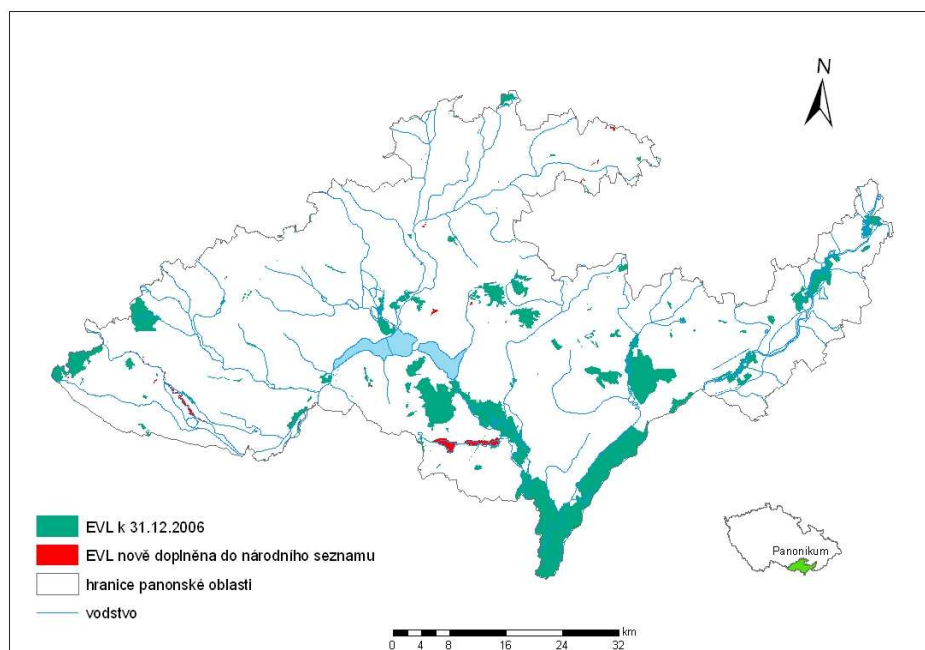 N
EVL k 31.12.2006
EVL nově doplněna do národního seznamu
hranice panonské oblasti
vodstvo
Panonikum
km
0 4 8 16 24 32